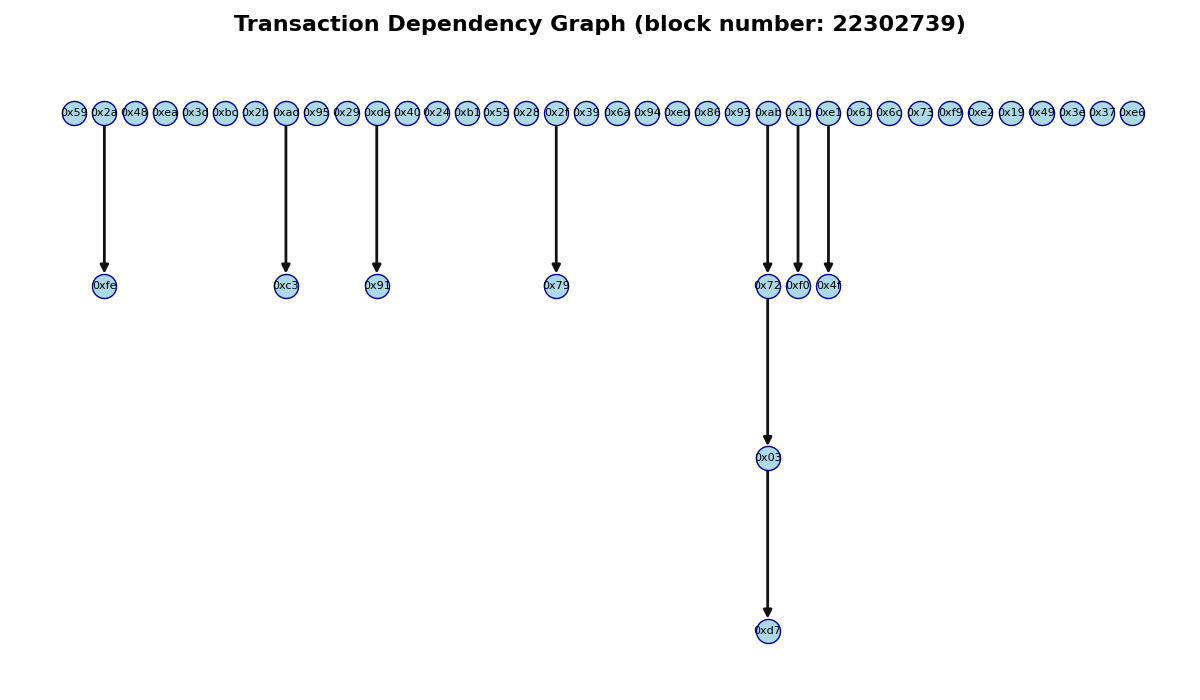 Transaction Dependency Graph (block number: 22302739)
0x59 0x2a 0x48 0xea 0x3d 0xbc 0x2b 0xad 0x95 0x29 0xde 0x40 0x24 0xb1 0x55 0x28 0x2f 0x39 0x6a 0x94 0xed 0x86 0x93 0xab 0x1b 0xe1 0x61 0x6c 0x73 0xf9 0xe2 0x19 0x49 0x3e 0x37 0xe6
0xfe 0xc3 0x91 0x79 0x72 0xf0 0x4f
0x03
0xd7